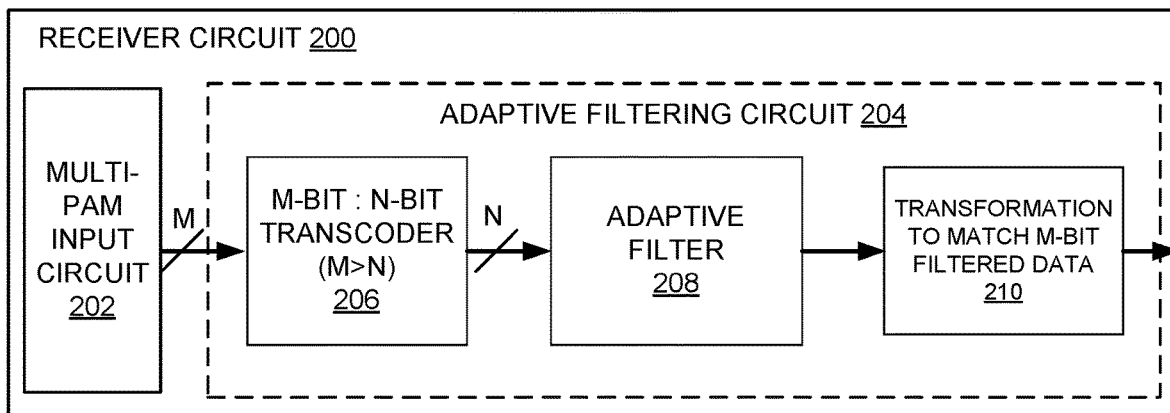 RECEIVER CIRCUIT 200
ADAPTIVE FILTERING CIRCUIT 204
MULTI-
PAM
INPUT
CIRCUIT
202
M
M-BIT : N-BIT
TRANSCODER
(M>N)
206
N
ADAPTIVE
FILTER
208
TRANSFORMATION
TO MATCH M-BIT
FILTERED DATA
210